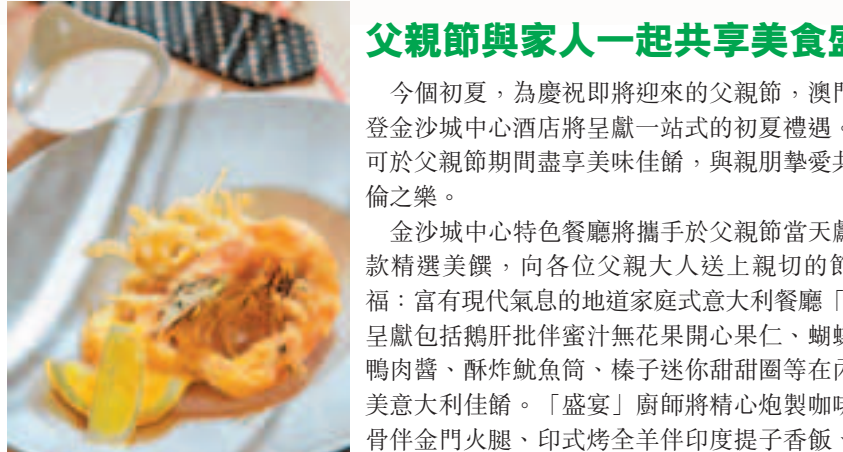 父親節與家人一起共享美食盛
今個初夏，為慶祝即將迎來的父親節，澳門
登金沙城中心酒店將呈獻一站式的初夏禮遇。
可於父親節期間盡享美味佳餚，與親朋摯愛共
倫之樂。
金沙城中心特色餐廳將攜手於父親節當天獻
款精選美饌，向各位父親大人送上親切的節
福：富有現代氣息的地道家庭式意大利餐廳「
呈獻包括鵝肝批伴蜜汁無花果開心果仁、蝴蝶
鴨肉醬、酥炸魷魚筒、榛子迷你甜甜圈等在內
美意大利佳餚。「盛宴」廚師將精心炮製咖啡
骨伴金門火腿、印式烤全羊伴印度提子香飯、